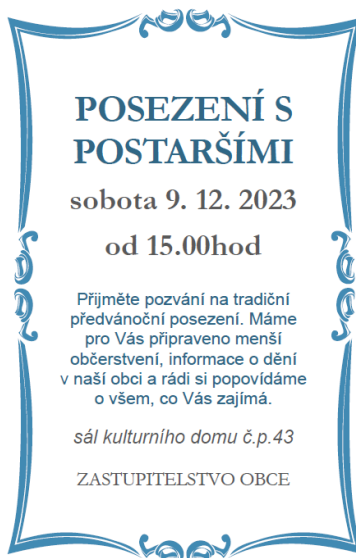 POSEZENÍ S
POSTARŠÍMI
sobota 9. 12. 2023
od 15.00hod
Přijměte pozvání na tradiční
předvánoční posezení. Máme
pro Vás připraveno menší
občerstvení, informace o dění
v naší obci a rádi si popovídáme
o všem, co Vás zajímá.
sál kulturního domu č.p.43
ZASTUPITELSTVO OBCE